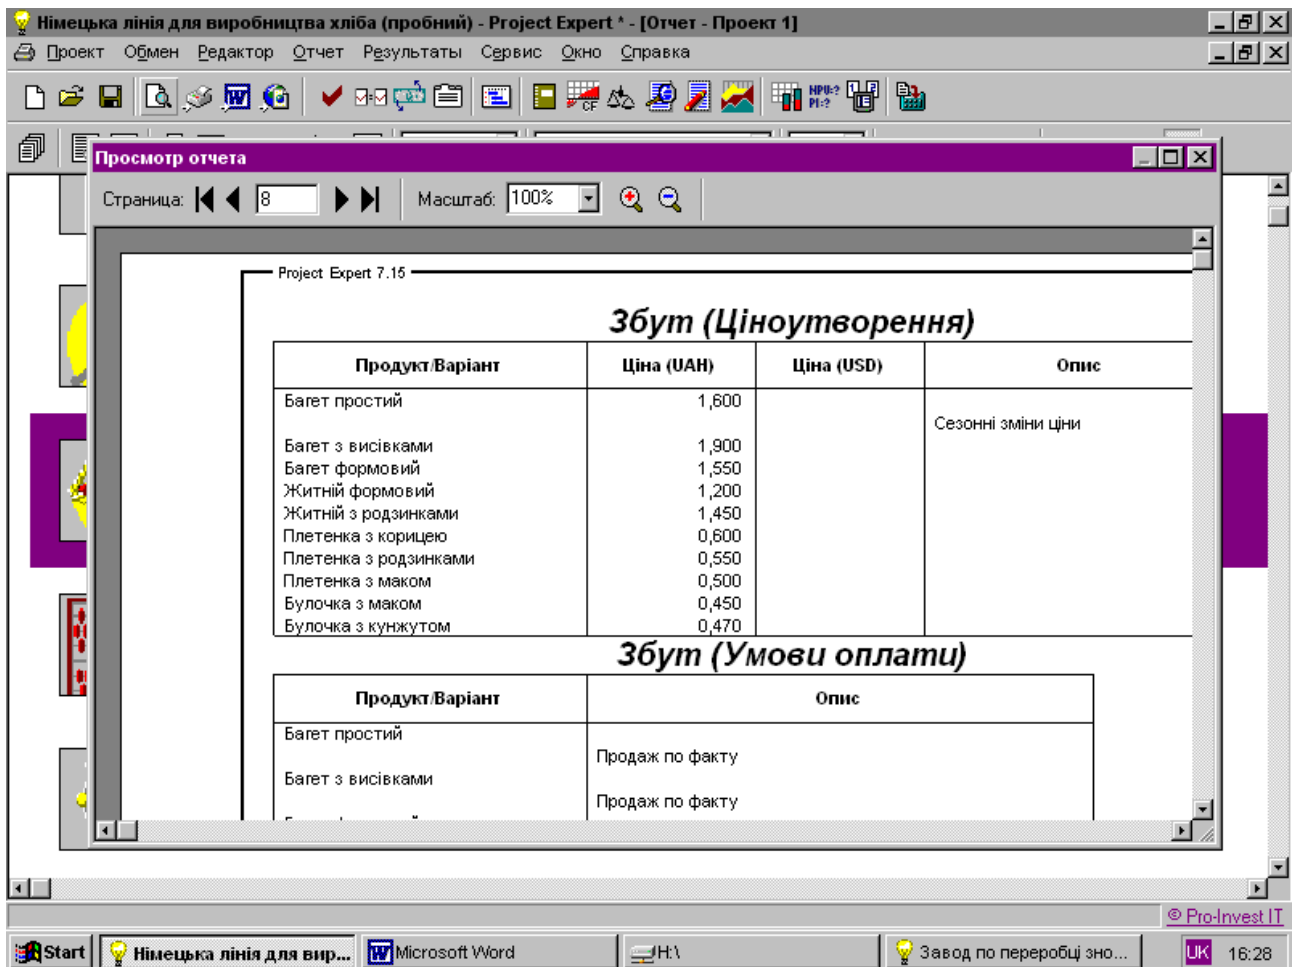 Німецька лінія для виробництва хліба (пробний) - Project Expert * - [Отчет - Проект 1]
Проект Обмен Редактор Отчет Результаты Сервис Окно Справка
NPV:?
PI:?
CF
Просмотр отчета
Страница: 8 Масштаб: 100%
Project Expert 7.15
Збут (Ціноутворення)
Продукт/Варіант Ціна (UAH) Ціна (USD) Опис
Багет простий 1,600
Сезонні зміни ціни
Багет з висівками 1,900
Багет формовий 1,550
Житній формовий 1,200
Житній з родзинками 1,450
Плетенка з корицею 0,600
Плетенка з родзинками 0,550
Плетенка з маком 0,500
Булочка з маком 0,450
Булочка з кунжутом 0,470
Збут (Умови оплати)
Продукт/Варіант Опис
Багет простий
Продаж по факту
Багет з висівками
Продаж по факту
© Pro-Invest IT
Start Німецька лінія для вир... Microsoft Word H:\ Завод по переробці зно... UK 16:28